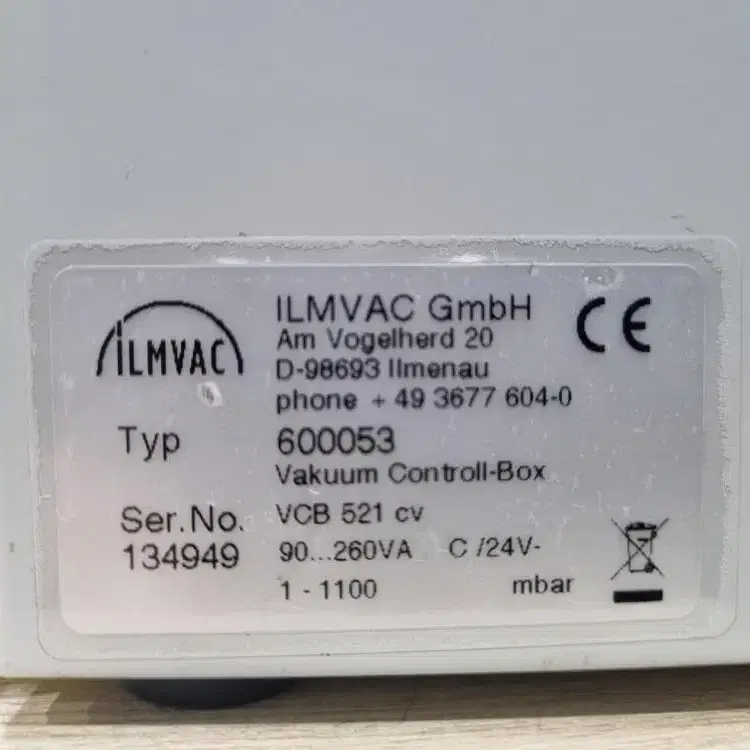 ILMVAC
ILMVAC GmbH
Am Vogelherd 20
D-98693 Ilmenau
phone + 49 3677 604-0
Typ 600053
Vakuum Controll-Box
Ser.No. VCB 521 cv
134949 90...260VA C /24V-
1 - 1100 mbar
CE